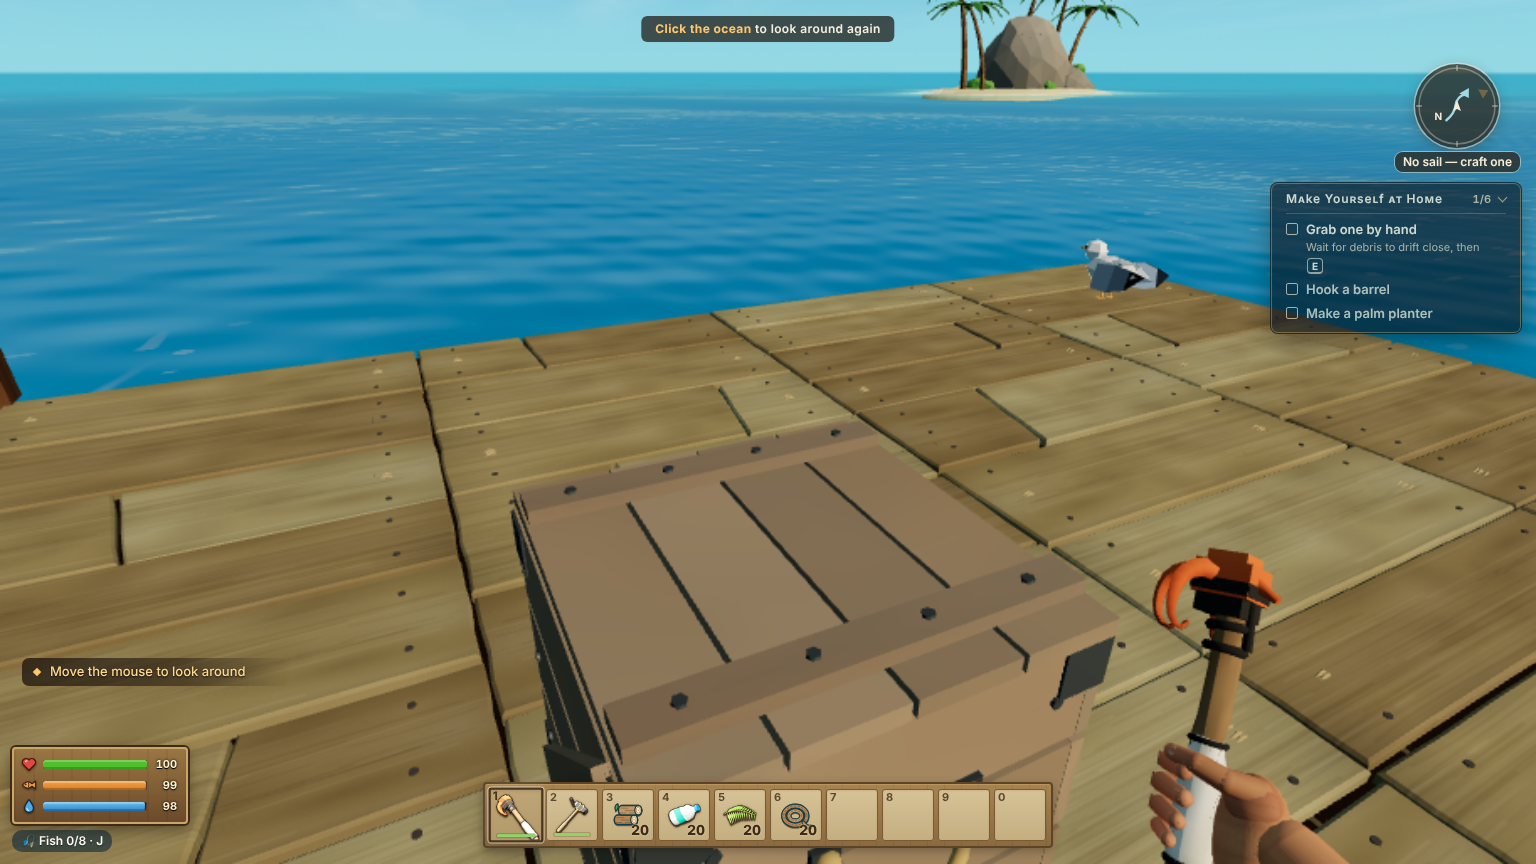 Click the ocean to look around again
N
No sail — craft one
Make Yourself at Home 1/6
Grab one by hand
Wait for debris to drift close, then
E
Hook a barrel
Make a palm planter
Move the mouse to look around
100
99
98
Fish 0/8 · J
1 2 3 4 5 6 7 8 9 0
20 20 20 20